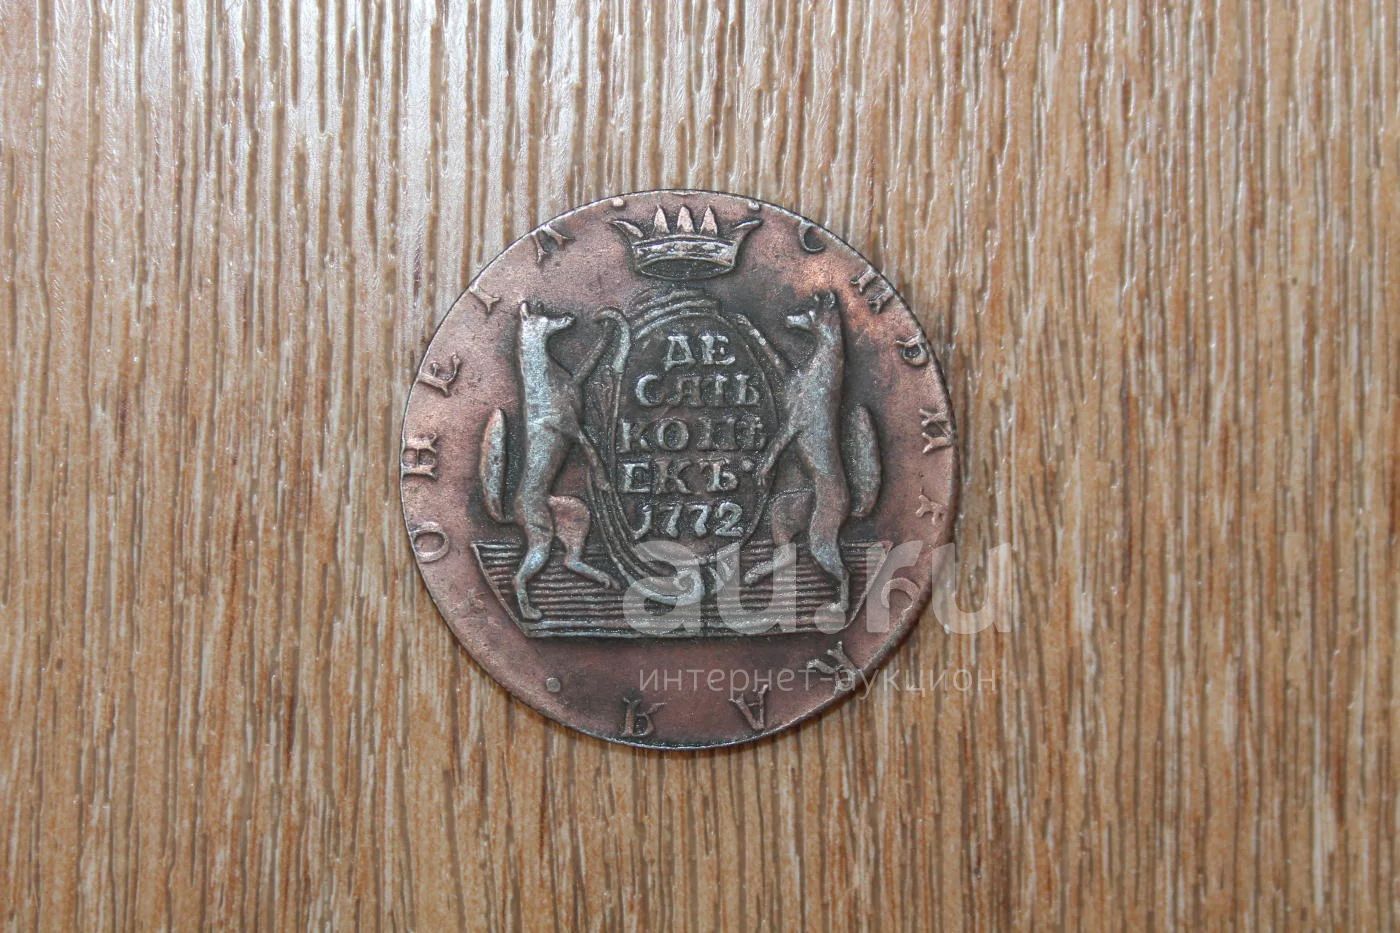 СИБИРСКАЯ
МОНЕТА
ДЕ
СЯТЬ
КОПѢ
ЕКЪ·
1772
au.ru
интернет-аукцион